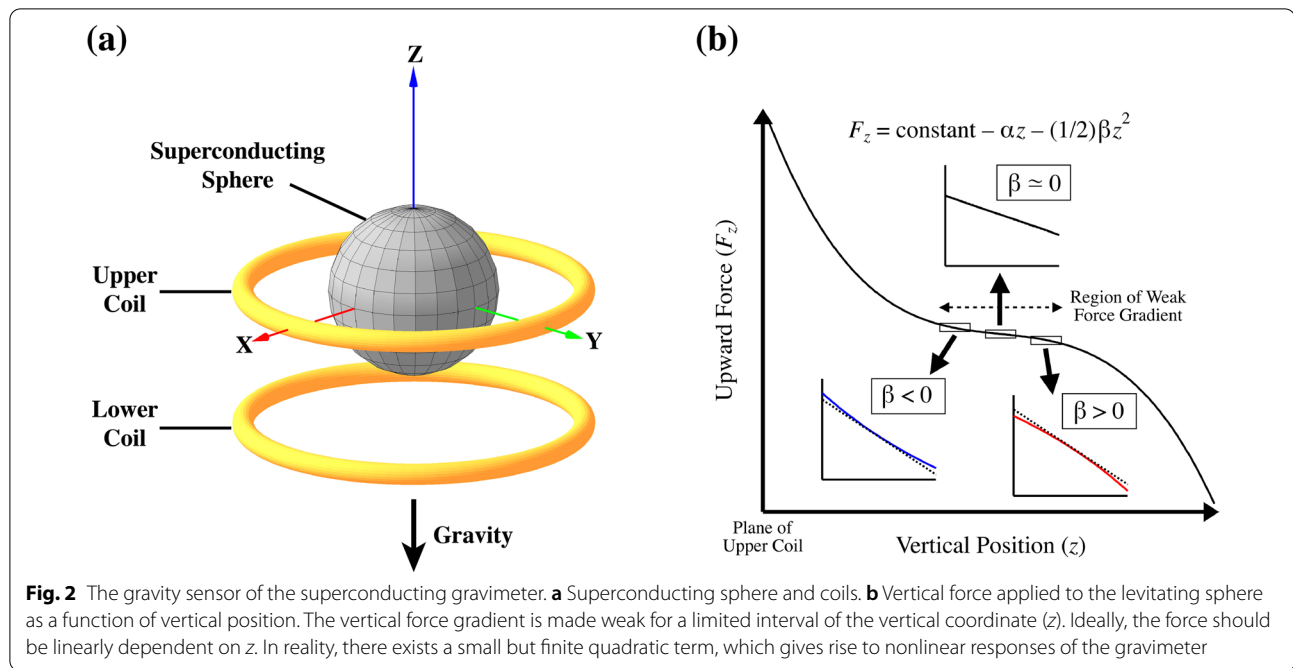 (a)
Z
Superconducting
Sphere
Upper
Coil
X
Y
Lower
Coil
Gravity
(b)
F_z = constant – αz – (1/2)βz²
β ≃ 0
Upward Force (F_z)
Region of Weak
Force Gradient
β < 0
β > 0
Plane of
Upper Coil
Vertical Position (z)
Fig. 2 The gravity sensor of the superconducting gravimeter. a Superconducting sphere and coils. b Vertical force applied to the levitating sphere
as a function of vertical position. The vertical force gradient is made weak for a limited interval of the vertical coordinate (z). Ideally, the force should
be linearly dependent on z. In reality, there exists a small but finite quadratic term, which gives rise to nonlinear responses of the gravimeter